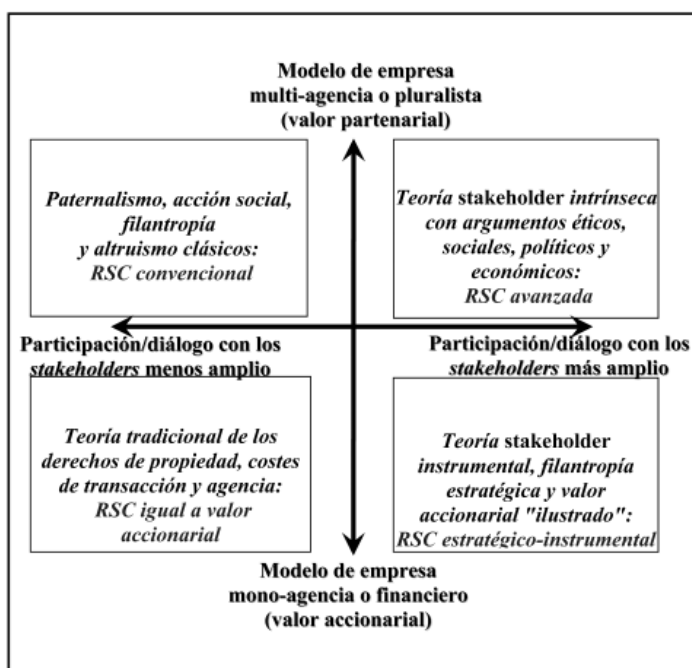 Modelo de empresa
multi-agencia o pluralista
(valor partenarial)
Paternalismo, acción social,
filantropía
y altruismo clásicos:
RSC convencional
Teoría stakeholder intrínseca
con argumentos éticos,
sociales, políticos y
económicos:
RSC avanzada
Participación/diálogo con los
stakeholders menos amplio
Participación/diálogo con los
stakeholders más amplio
Teoría tradicional de los
derechos de propiedad, costes
de transacción y agencia:
RSC igual a valor
accionarial
Teoría stakeholder
instrumental, filantropía
estratégica y valor
accionarial "ilustrado":
RSC estratégico-instrumental
Modelo de empresa
mono-agencia o financiero
(valor accionarial)